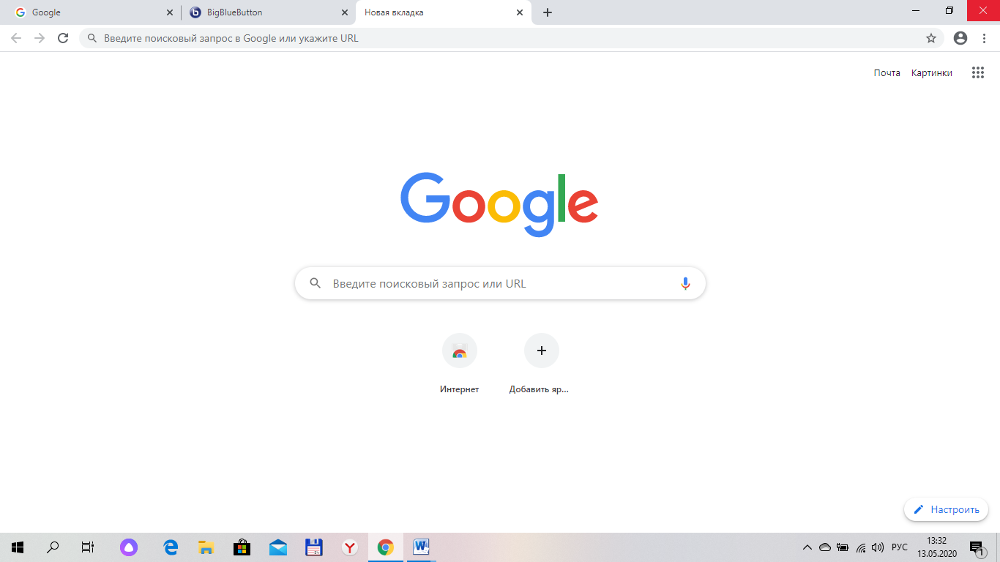 Google
BigBlueButton
Новая вкладка
Введите поисковый запрос в Google или укажите URL
Почта
Картинки
Google
Введите поисковый запрос или URL
Интернет
Добавить яр...
Настроить
РУС
13:32
13.05.2020
1